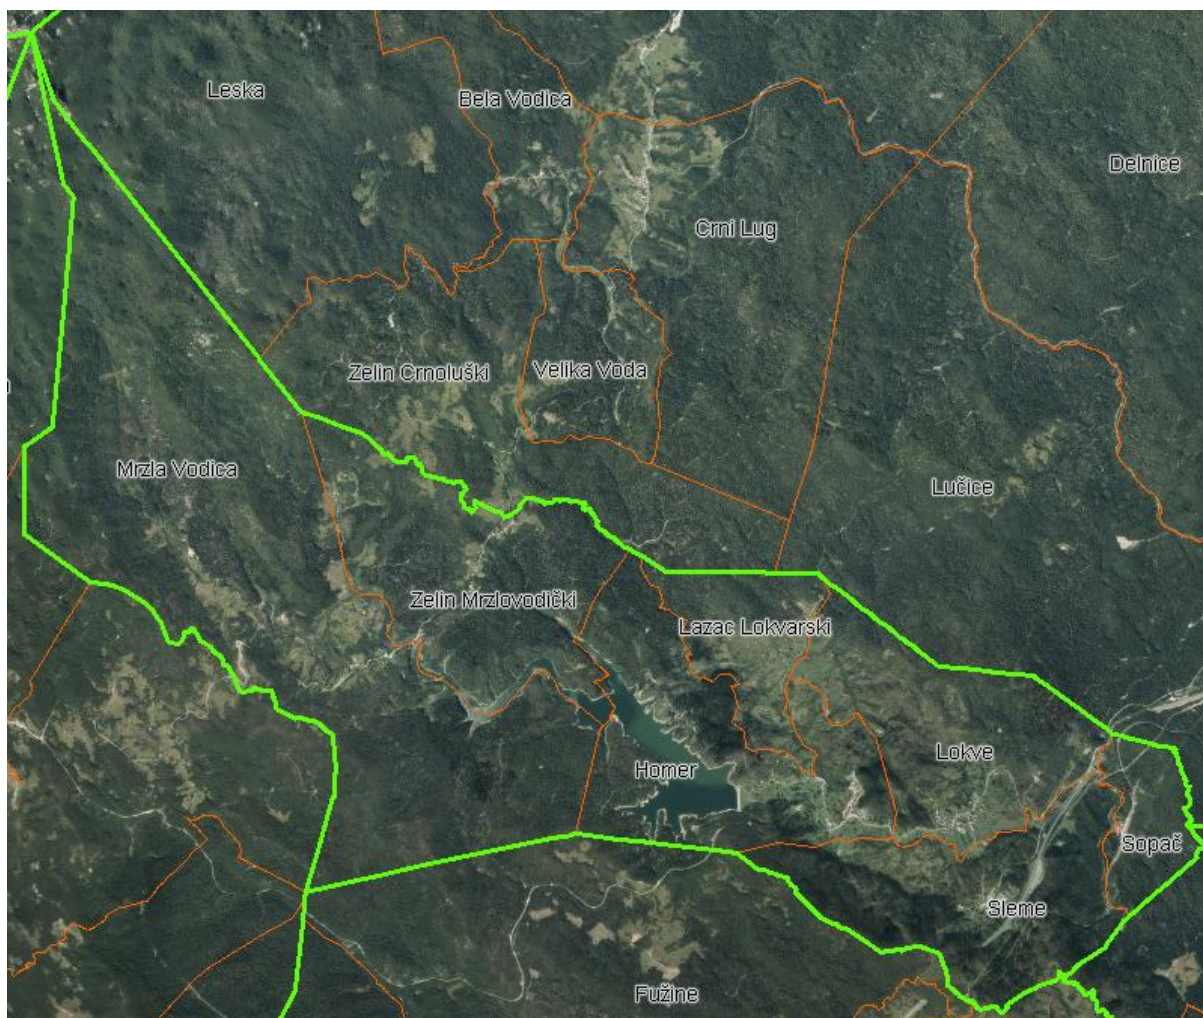 Leska
Bela Vodica
Delnice
Crni Lug
Zelin Crnoluški
Velika Voda
Mrzla Vodica
Lučice
Zelin Mrzlovodički
Lazac Lokvarski
Homer
Lokve
Sopač
Sleme
Fužine